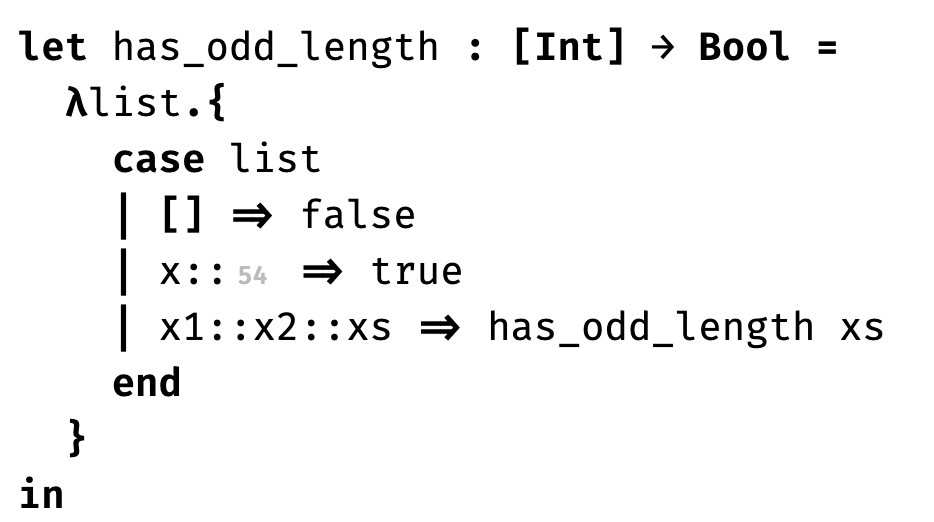 let has_odd_length : [Int] → Bool =
λlist.{
case list
| [] ⇒ false
| x:: 54 ⇒ true
| x1::x2::xs ⇒ has_odd_length xs
end
}
in